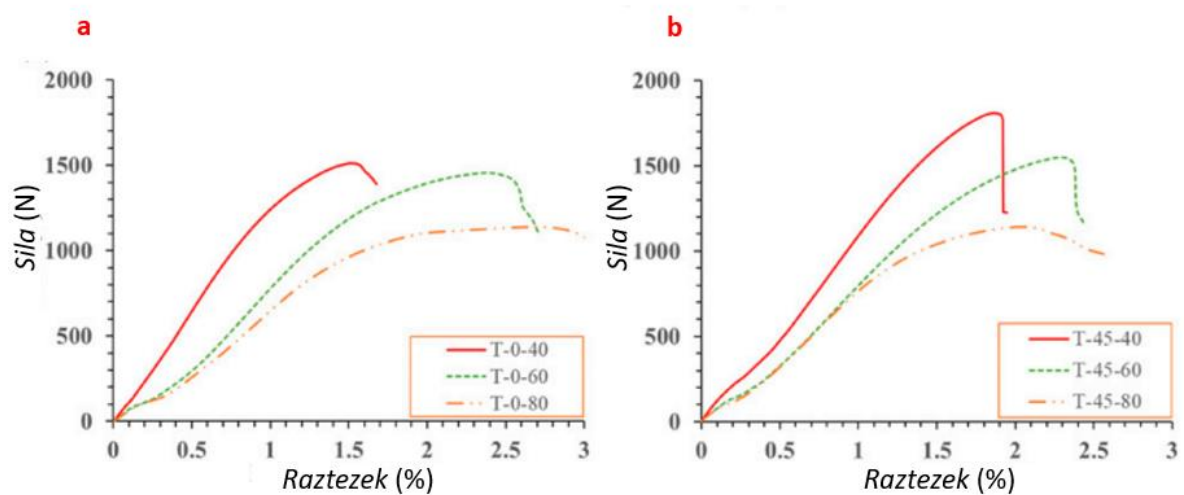 a
2000
1500
1000
500
0
Sila (N)
0 0.5 1 1.5 2 2.5 3
Raztezek (%)
T-0-40
T-0-60
T-0-80
b
2000
1500
1000
500
0
Sila (N)
0 0.5 1 1.5 2 2.5 3
Raztezek (%)
T-45-40
T-45-60
T-45-80